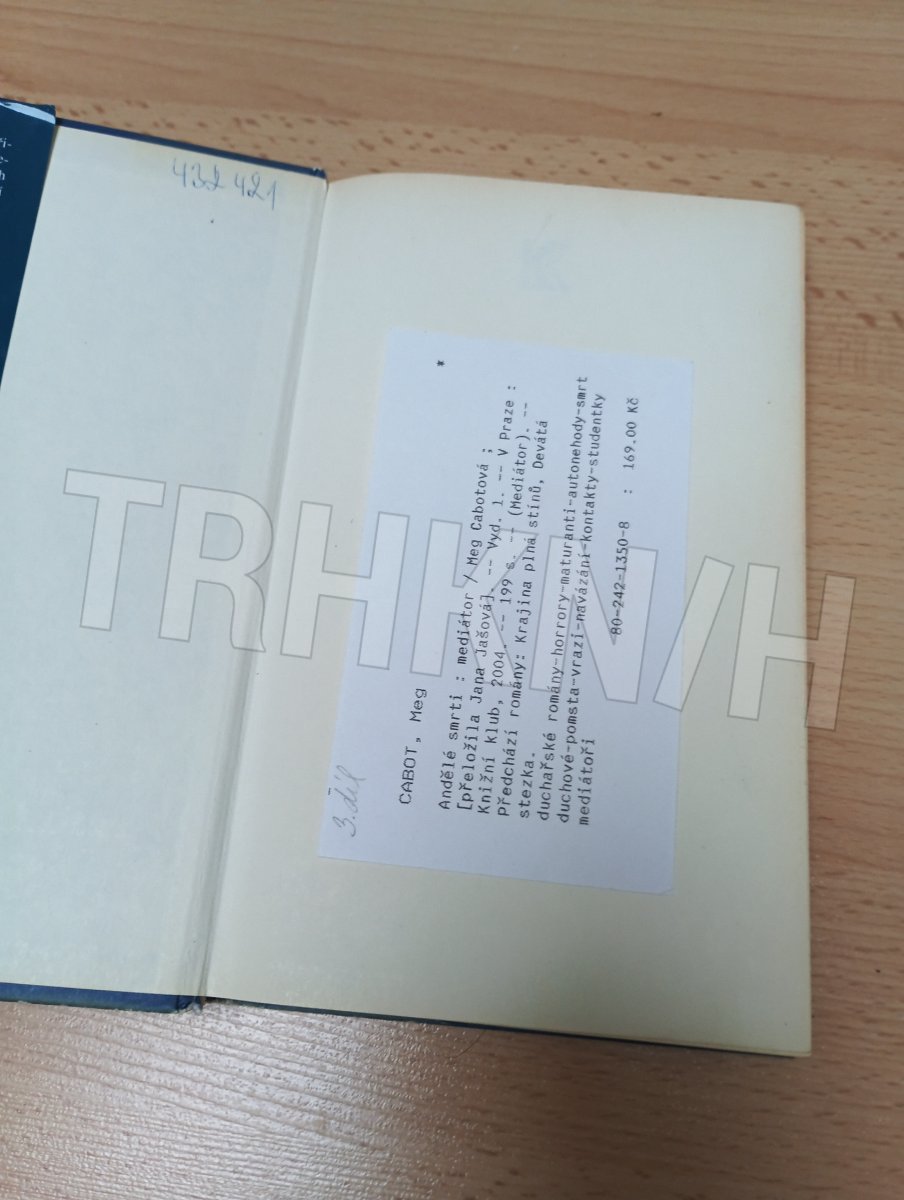 432 421
3. díl
*
CABOT, Meg
Andělé smrti : mediátor / Meg Cabotová ;
[přeložila Jana Jašová]. -- Vyd. 1. -- V Praze :
Knižní klub, 2004. -- 199 s. -- (Mediátor). --
předchází romány: Krajina plná stínů, Devátá
stezka.
duchařské romány-horrory-maturanti-autonehody-smrt
duchové-pomsta-vrazi-navázání-kontakty-studentky
mediátoři
80-242-1350-8 : 169.00 Kč
TRHKNIH